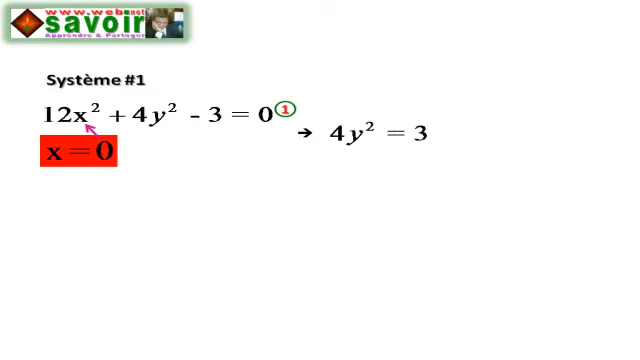 www.web net
savoir
Apprendre & Partager
Système #1
12x² + 4y² - 3 = 0 ①
→ 4y² = 3
x = 0